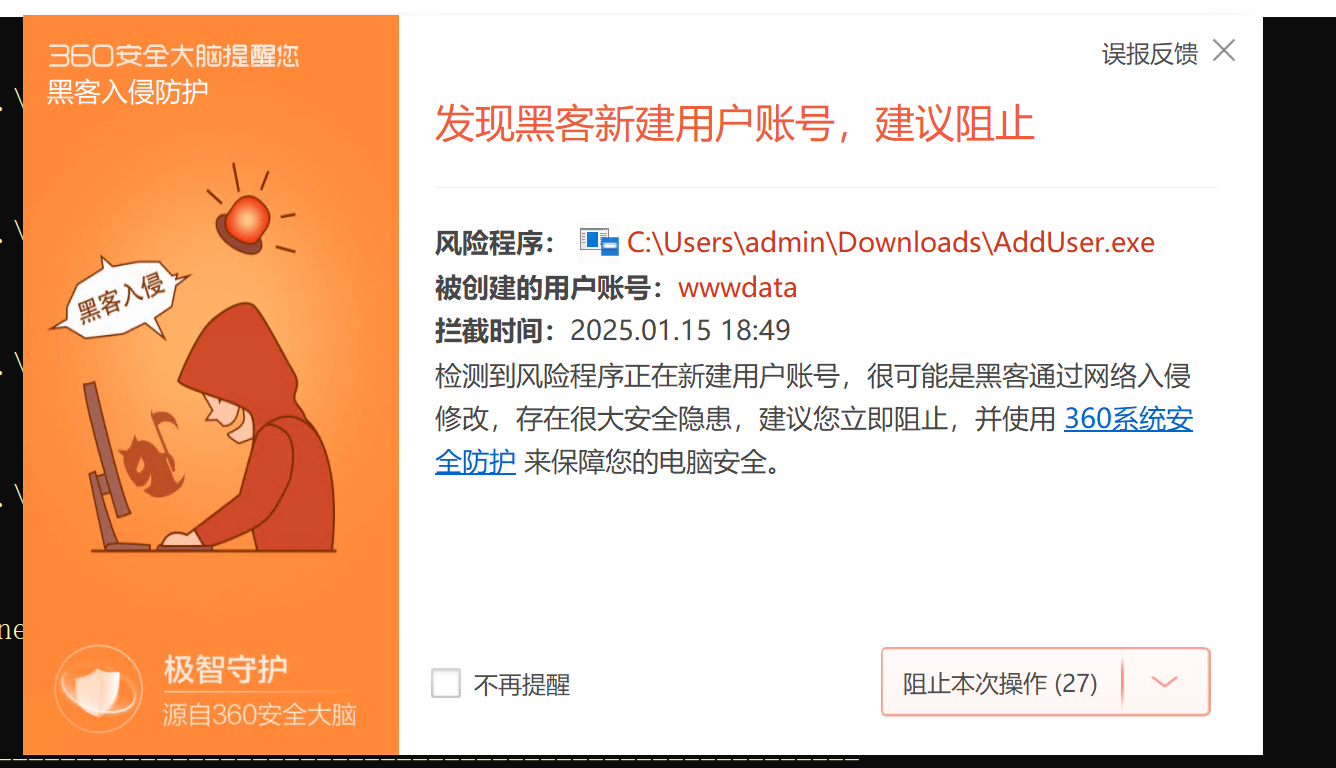 360安全大脑提醒您
黑客入侵防护
误报反馈
发现黑客新建用户账号，建议阻止
风险程序： C:\Users\admin\Downloads\AddUser.exe
被创建的用户账号：wwwdata
拦截时间：2025.01.15 18:49
检测到风险程序正在新建用户账号，很可能是黑客通过网络入侵
修改，存在很大安全隐患，建议您立即阻止，并使用 360系统安
全防护 来保障您的电脑安全。
黑客入侵
ne
极智守护
源自360安全大脑
不再提醒
阻止本次操作 (27)